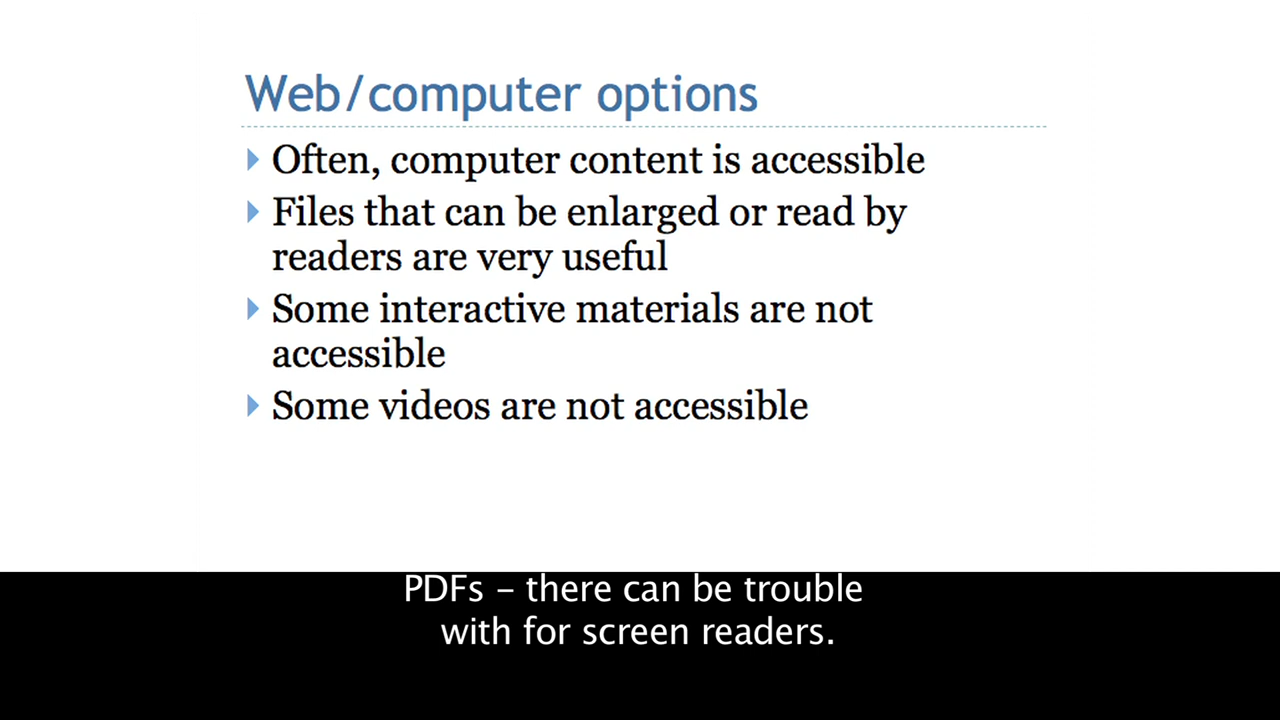 Web/computer options
Often, computer content is accessible
Files that can be enlarged or read by
readers are very useful
Some interactive materials are not
accessible
Some videos are not accessible
PDFs – there can be trouble
with for screen readers.